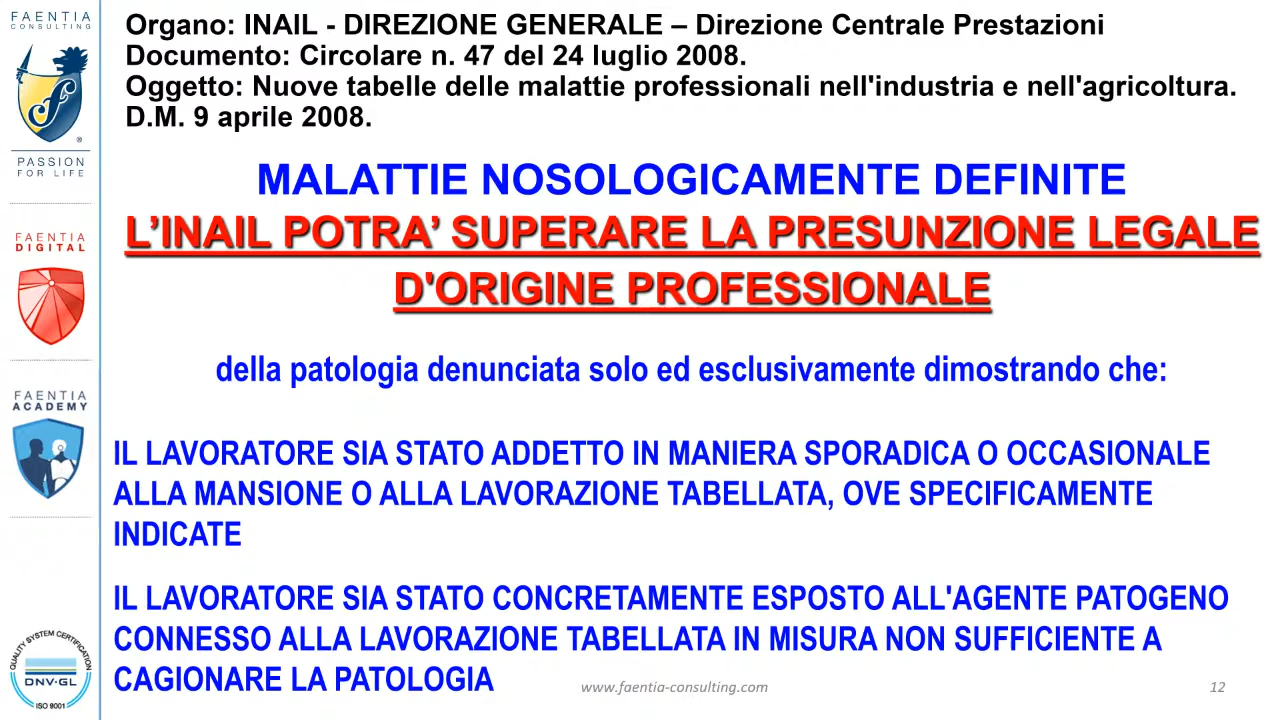 FAENTIA
CONSULTING
®
PASSION
FOR LIFE
FAENTIA
DIGITAL
FAENTIA
ACADEMY
QUALITY SYSTEM CERTIFICATION
DNV·GL
ISO 9001
Organo: INAIL - DIREZIONE GENERALE – Direzione Centrale Prestazioni
Documento: Circolare n. 47 del 24 luglio 2008.
Oggetto: Nuove tabelle delle malattie professionali nell'industria e nell'agricoltura.
D.M. 9 aprile 2008.
MALATTIE NOSOLOGICAMENTE DEFINITE
L’INAIL POTRA’ SUPERARE LA PRESUNZIONE LEGALE
D'ORIGINE PROFESSIONALE
della patologia denunciata solo ed esclusivamente dimostrando che:
IL LAVORATORE SIA STATO ADDETTO IN MANIERA SPORADICA O OCCASIONALE
ALLA MANSIONE O ALLA LAVORAZIONE TABELLATA, OVE SPECIFICAMENTE
INDICATE
IL LAVORATORE SIA STATO CONCRETAMENTE ESPOSTO ALL'AGENTE PATOGENO
CONNESSO ALLA LAVORAZIONE TABELLATA IN MISURA NON SUFFICIENTE A
CAGIONARE LA PATOLOGIA
www.faentia-consulting.com
12